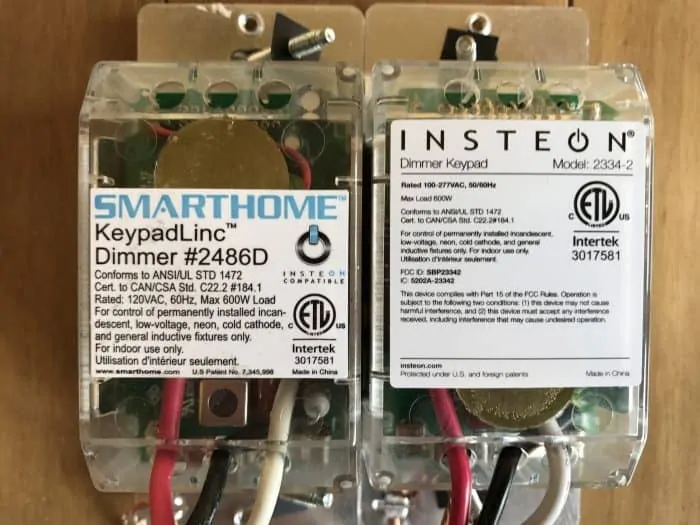 SMARTHOME™
KeypadLinc™
Dimmer #2486D
Conforms to ANSI/UL STD 1472
Cert. to CAN/CSA Std. C22.2 #184.1
Rated: 120VAC, 60Hz, Max 600W Load
For control of permanently installed incan-
descent, low-voltage, neon, cold cathode,
and general inductive fixtures only.
For indoor use only.
Utilisation d'intérieur seulement.
www.smarthome.com U.S Patent No. 7,345,998
INSTEON
COMPATIBLE
C ETL US
Intertek
3017581
Made in China
INSTEON®
Dimmer Keypad Model: 2334-2
Rated 100-277VAC, 50/60Hz
Max Load 600W
Conforms to ANSI/UL STD 1472
Cert. to CAN/CSA Std. C22.2#184.1
For control of permanently installed incandescent,
low-voltage, neon, cold cathode, and general
inductive fixtures only. For indoor use only.
Utilisation d'intérieur seulement.
FCC ID: SBP23342
IC: 5202A-23342
C ETL US
Intertek
3017581
This device complies with Part 15 of the FCC Rules. Operation is
subject to the following two conditions: (1) this device may not cause
harmful interference, and (2) this device must accept any interference
received, including interference that may cause undesired operation.
insteon.com
Protected under U.S. and foreign patents Made in China